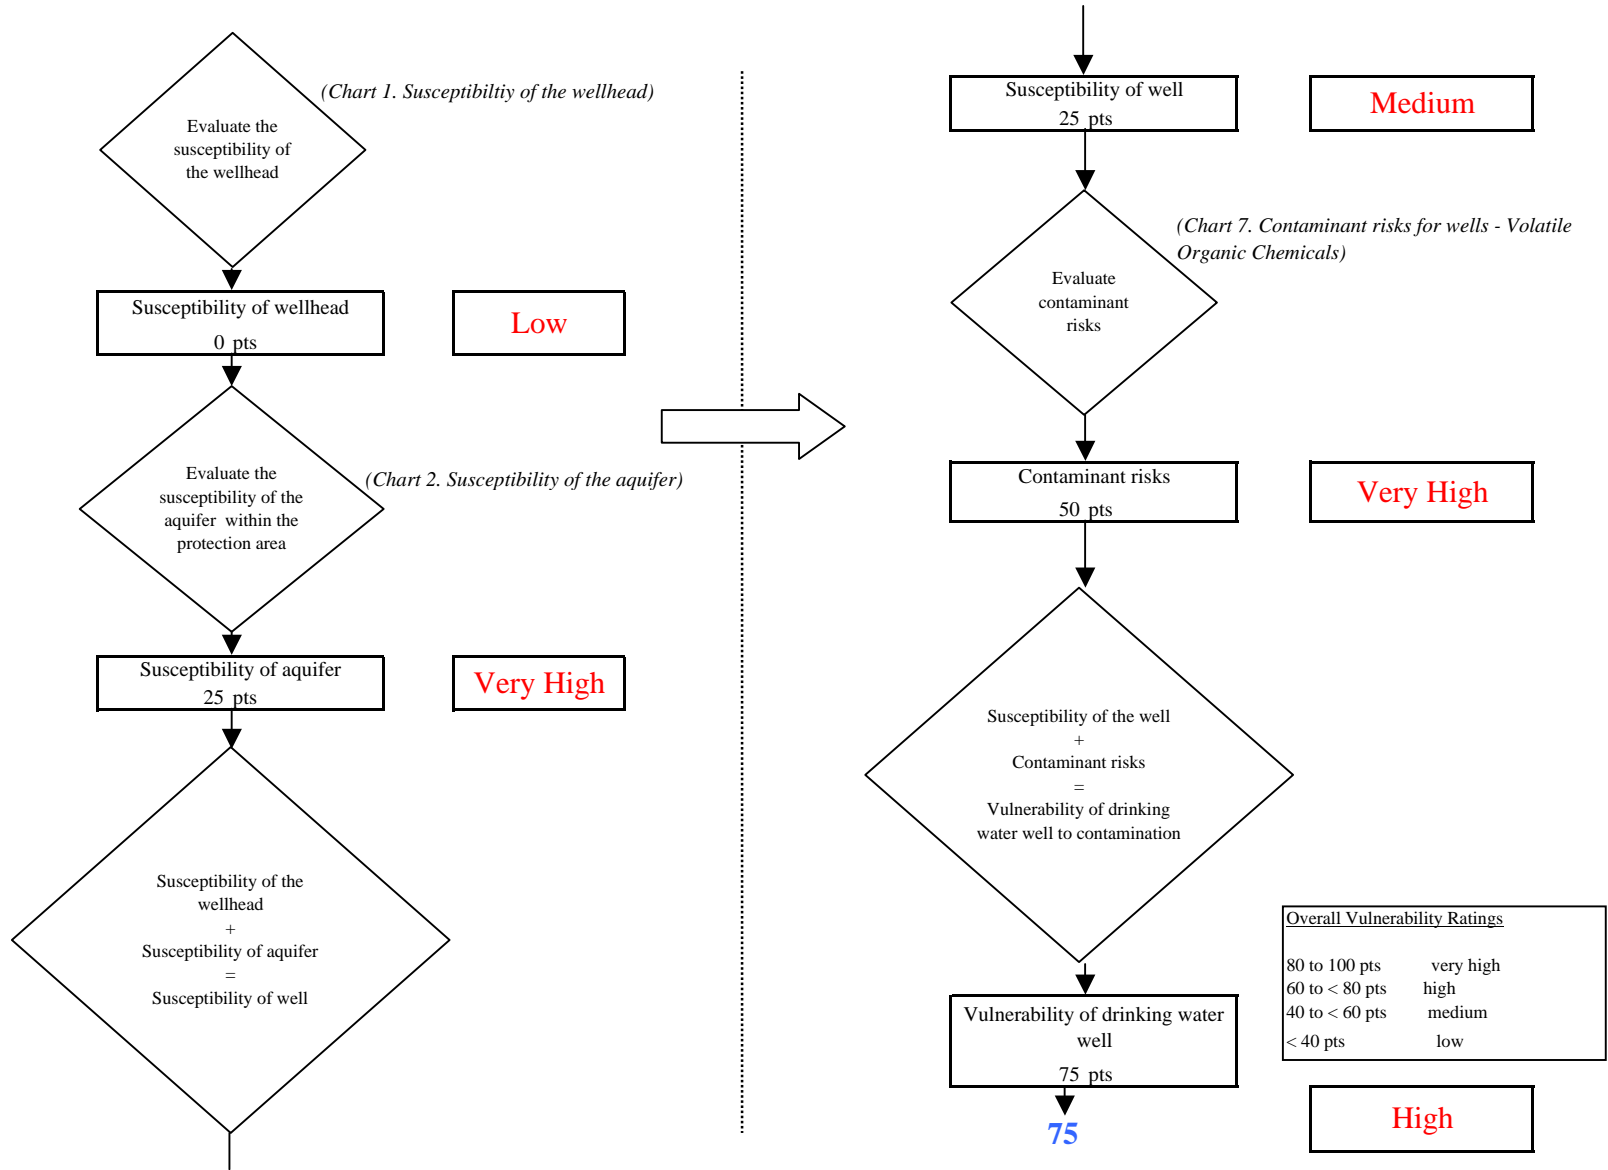 (Chart 1. Susceptibiltiy of the wellhead)
Evaluate the
susceptibility of
the wellhead
Susceptibility of wellhead
0 pts
Low
Evaluate the
susceptibility of the
aquifer within the
protection area
(Chart 2. Susceptibility of the aquifer)
Susceptibility of aquifer
25 pts
Very High
Susceptibility of the
wellhead
+
Susceptibility of aquifer
=
Susceptibility of well
Susceptibility of well
25 pts
Medium
(Chart 7. Contaminant risks for wells - Volatile
Organic Chemicals)
Evaluate
contaminant
risks
Contaminant risks
50 pts
Very High
Susceptibility of the well
+
Contaminant risks
=
Vulnerability of drinking
water well to contamination
Overall Vulnerability Ratings
80 to 100 pts very high
60 to < 80 pts high
40 to < 60 pts medium
< 40 pts low
Vulnerability of drinking water
well
75 pts
75
High